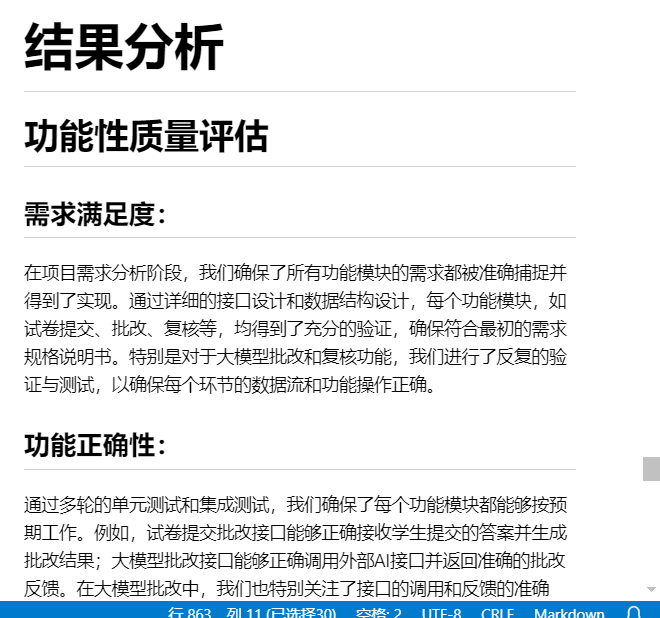 结果分析
功能性质量评估
需求满足度：
在项目需求分析阶段，我们确保了所有功能模块的需求都被准确捕捉并
得到了实现。通过详细的接口设计和数据结构设计，每个功能模块，如
试卷提交、批改、复核等，均得到了充分的验证，确保符合最初的需求
规格说明书。特别是对于大模型批改和复核功能，我们进行了反复的验
证与测试，以确保每个环节的数据流和功能操作正确。
功能正确性：
通过多轮的单元测试和集成测试，我们确保了每个功能模块都能够按预
期工作。例如，试卷提交批改接口能够正确接收学生提交的答案并生成
批改结果；大模型批改接口能够正确调用外部AI接口并返回准确的批改
反馈。在大模型批改中，我们也特别关注了接口的调用和反馈的准确
行 863，列 11 (已选择30) 空格: 2 UTF-8 CRLF Markdown